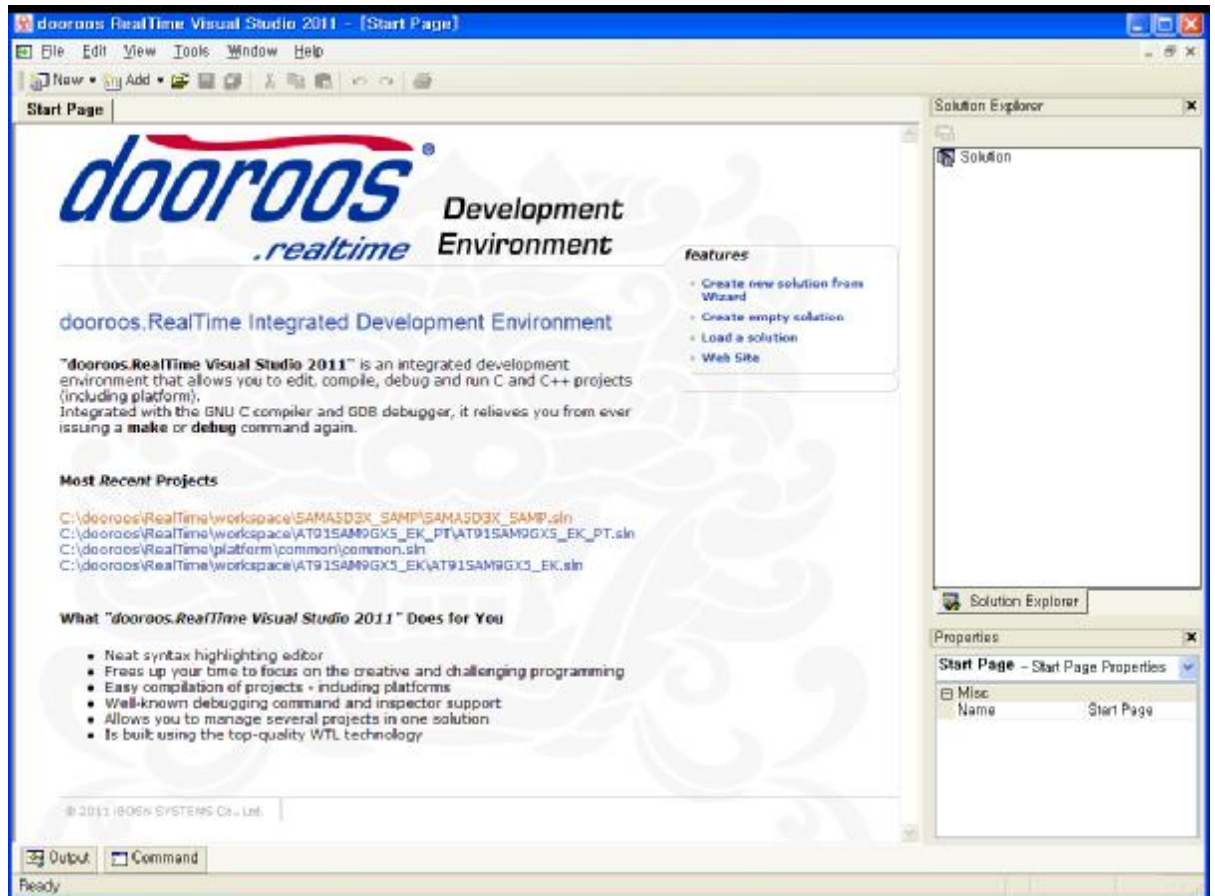 dooroos RealTime Visual Studio 2011 - [Start Page]
File Edit View Tools Window Help
New Add
Start Page
dooroos®
.realtime
Development
Environment
features
Create new solution from
Wizard
Create empty solution
Load a solution
Web Site
dooroos.RealTime Integrated Development Environment
"dooroos.RealTime Visual Studio 2011" is an integrated development
environment that allows you to edit, compile, debug and run C and C++ projects
(including platform).
Integrated with the GNU C compiler and GDB debugger, it relieves you from ever
issuing a make or debug command again.
Most Recent Projects
C:\dooroos\RealTime\workspace\SAMA5D3X_SAMP\SAMA5D3X_SAMP.sln
C:\dooroos\RealTime\workspace\AT91SAM9GX5_EK_PT\AT91SAM9GX5_EK_PT.sln
C:\dooroos\RealTime\platform\common\common.sln
C:\dooroos\RealTime\workspace\AT91SAM9GX5_EK\AT91SAM9GX5_EK.sln
What "dooroos.RealTime Visual Studio 2011" Does for You
Neat syntax highlighting editor
Frees up your time to focus on the creative and challenging programming
Easy compilation of projects - including platforms
Well-known debugging command and inspector support
Allows you to manage several projects in one solution
Is built using the top-quality WTL technology
© 2011 SYSTEMS Co., Ltd.
Solution Explorer
Solution
Solution Explorer
Properties
Start Page - Start Page Properties
Misc
Name Start Page
Output Command
Ready